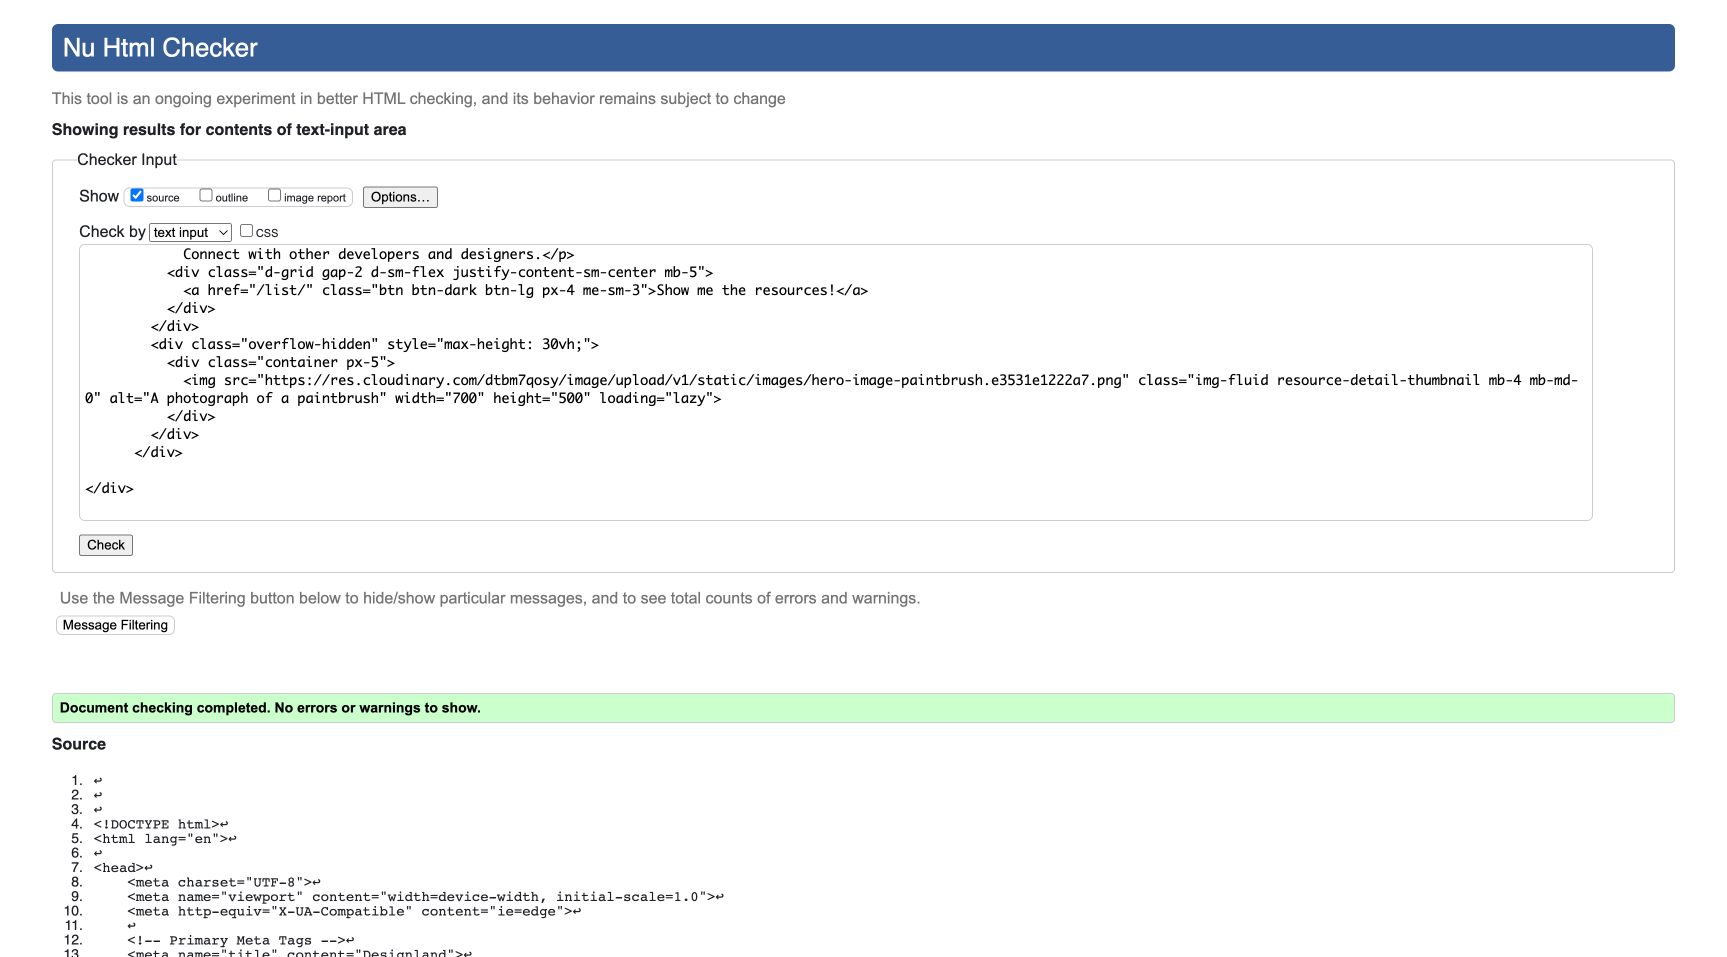 Nu Html Checker
This tool is an ongoing experiment in better HTML checking, and its behavior remains subject to change
Showing results for contents of text-input area
Checker Input
Show source outline image report Options...
Check by text input css
Connect with other developers and designers.</p>
<div class="d-grid gap-2 d-sm-flex justify-content-sm-center mb-5">
<a href="/list/" class="btn btn-dark btn-lg px-4 me-sm-3">Show me the resources!</a>
</div>
</div>
<div class="overflow-hidden" style="max-height: 30vh;">
<div class="container px-5">
<img src="https://res.cloudinary.com/dtbm7qosy/image/upload/v1/static/images/hero-image-paintbrush.e3531e1222a7.png" class="img-fluid resource-detail-thumbnail mb-4 mb-md-
0" alt="A photograph of a paintbrush" width="700" height="500" loading="lazy">
</div>
</div>
</div>
</div>
Check
Use the Message Filtering button below to hide/show particular messages, and to see total counts of errors and warnings.
Message Filtering
Document checking completed. No errors or warnings to show.
Source
1. ↩
2. ↩
3. ↩
4. <!DOCTYPE html>↩
5. <html lang="en">↩
6. ↩
7. <head>↩
8. <meta charset="UTF-8">↩
9. <meta name="viewport" content="width=device-width, initial-scale=1.0">↩
10. <meta http-equiv="X-UA-Compatible" content="ie=edge">↩
11. ↩
12. <!-- Primary Meta Tags -->↩
13. <meta name="title" content="Designland">↩